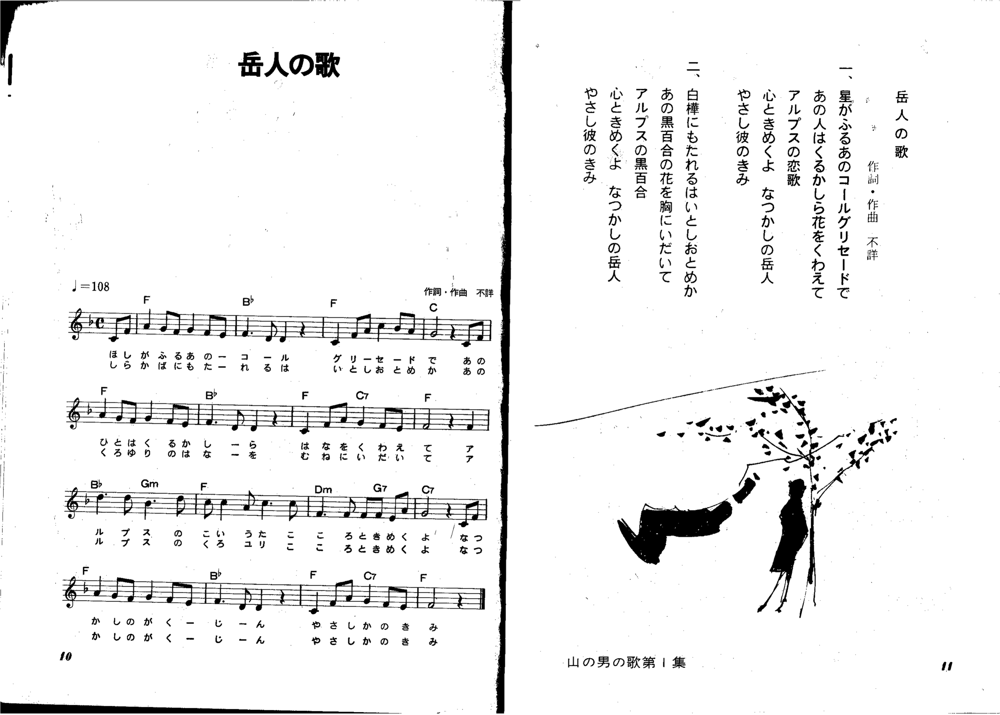 岳人の歌
♩=108
作詞・作曲 不詳
F B♭ F C
ほしがふるあのーコール グリーセードで あの
しらかばにもたーれるは いとしおとめか あの
F B♭ F C7 F
ひとはくるかしーら はなをくわえて ア
くろゆりのはなーを むねにいだいて ア
B♭ Gm F Dm G7 C7
ルプスのこいうたこころときめくよ なつ
ルプスのくろユリこころときめくよ なつ
F B♭ F C7 F
かしのがくーじーん やさしかのきみ
かしのがくーじーん やさしかのきみ
10
岳人の歌
作詞・作曲 不詳
一、星がふるあのコールグリセードで
あの人はくるかしら花をくわえて
アルプスの恋歌
心ときめくよ なつかしの岳人
やさし彼のきみ
二、白樺にもたれるはいとしおとめか
あの黒百合の花を胸にいだいて
アルプスの黒百合
心ときめくよ なつかしの岳人
やさし彼のきみ
山の男の歌第1集
11